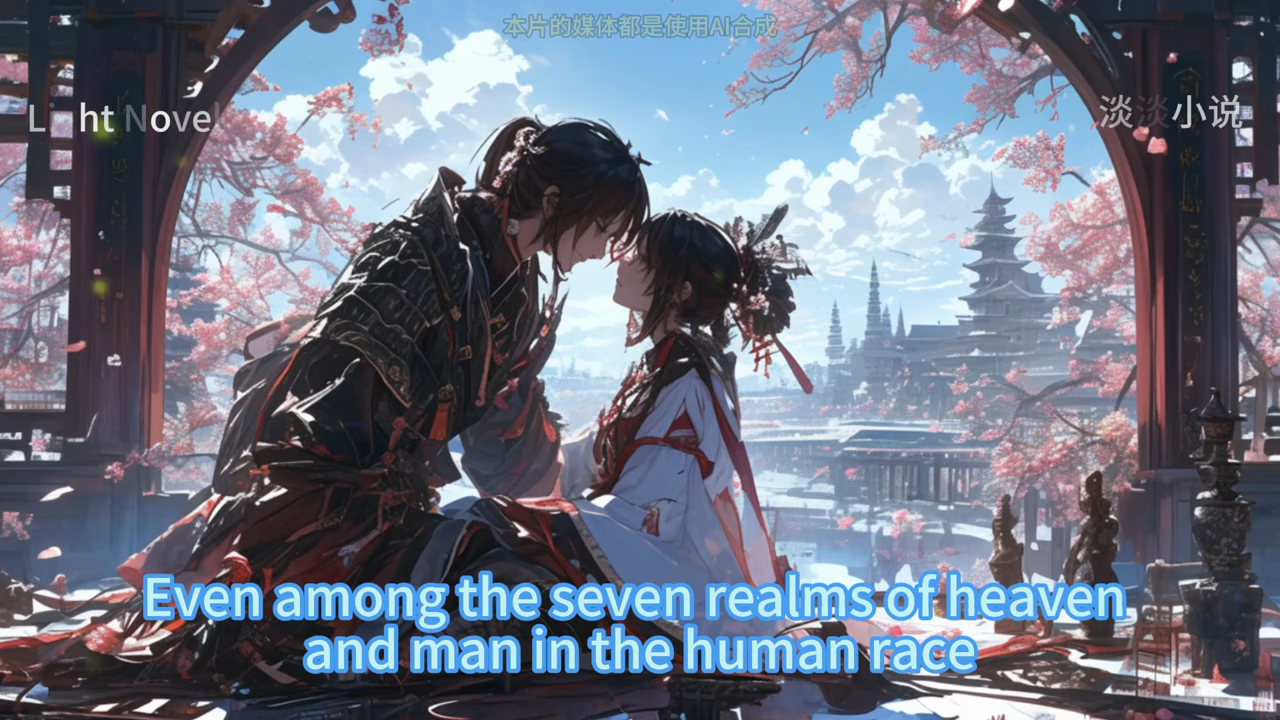 本片的媒体都是使用AI合成
Light Novel
淡淡小说
Even among the seven realms of heaven
and man in the human race